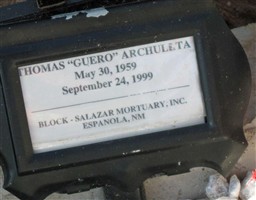 THOMAS "GUERO" ARCHULETA
May 30, 1959
September 24, 1999
BLOCK - SALAZAR MORTUARY, INC.
ESPANOLA, NM